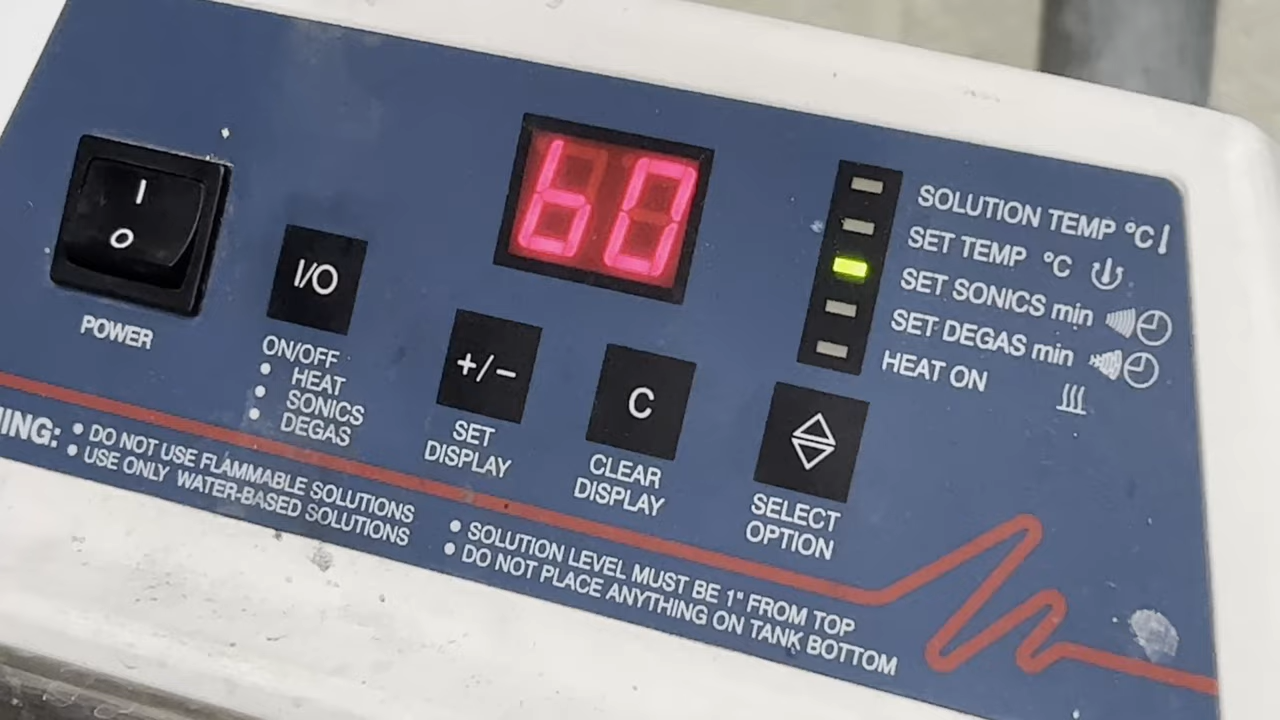 I
O
POWER
I/O
ON/OFF
• HEAT
• SONICS
• DEGAS
60
+/−
SET
DISPLAY
C
CLEAR
DISPLAY
SELECT
OPTION
SOLUTION TEMP °C
SET TEMP °C
SET SONICS min
SET DEGAS min
HEAT ON
ING: • DO NOT USE FLAMMABLE SOLUTIONS
• USE ONLY WATER-BASED SOLUTIONS
• SOLUTION LEVEL MUST BE 1" FROM TOP
• DO NOT PLACE ANYTHING ON TANK BOTTOM